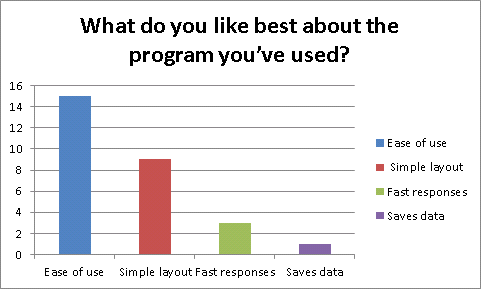 What do you like best about the
program you’ve used?
16
14
12
10
8
6
4
2
0
Ease of use
Simple layout
Fast responses
Saves data
Ease of use
Simple layout
Fast responses
Saves data